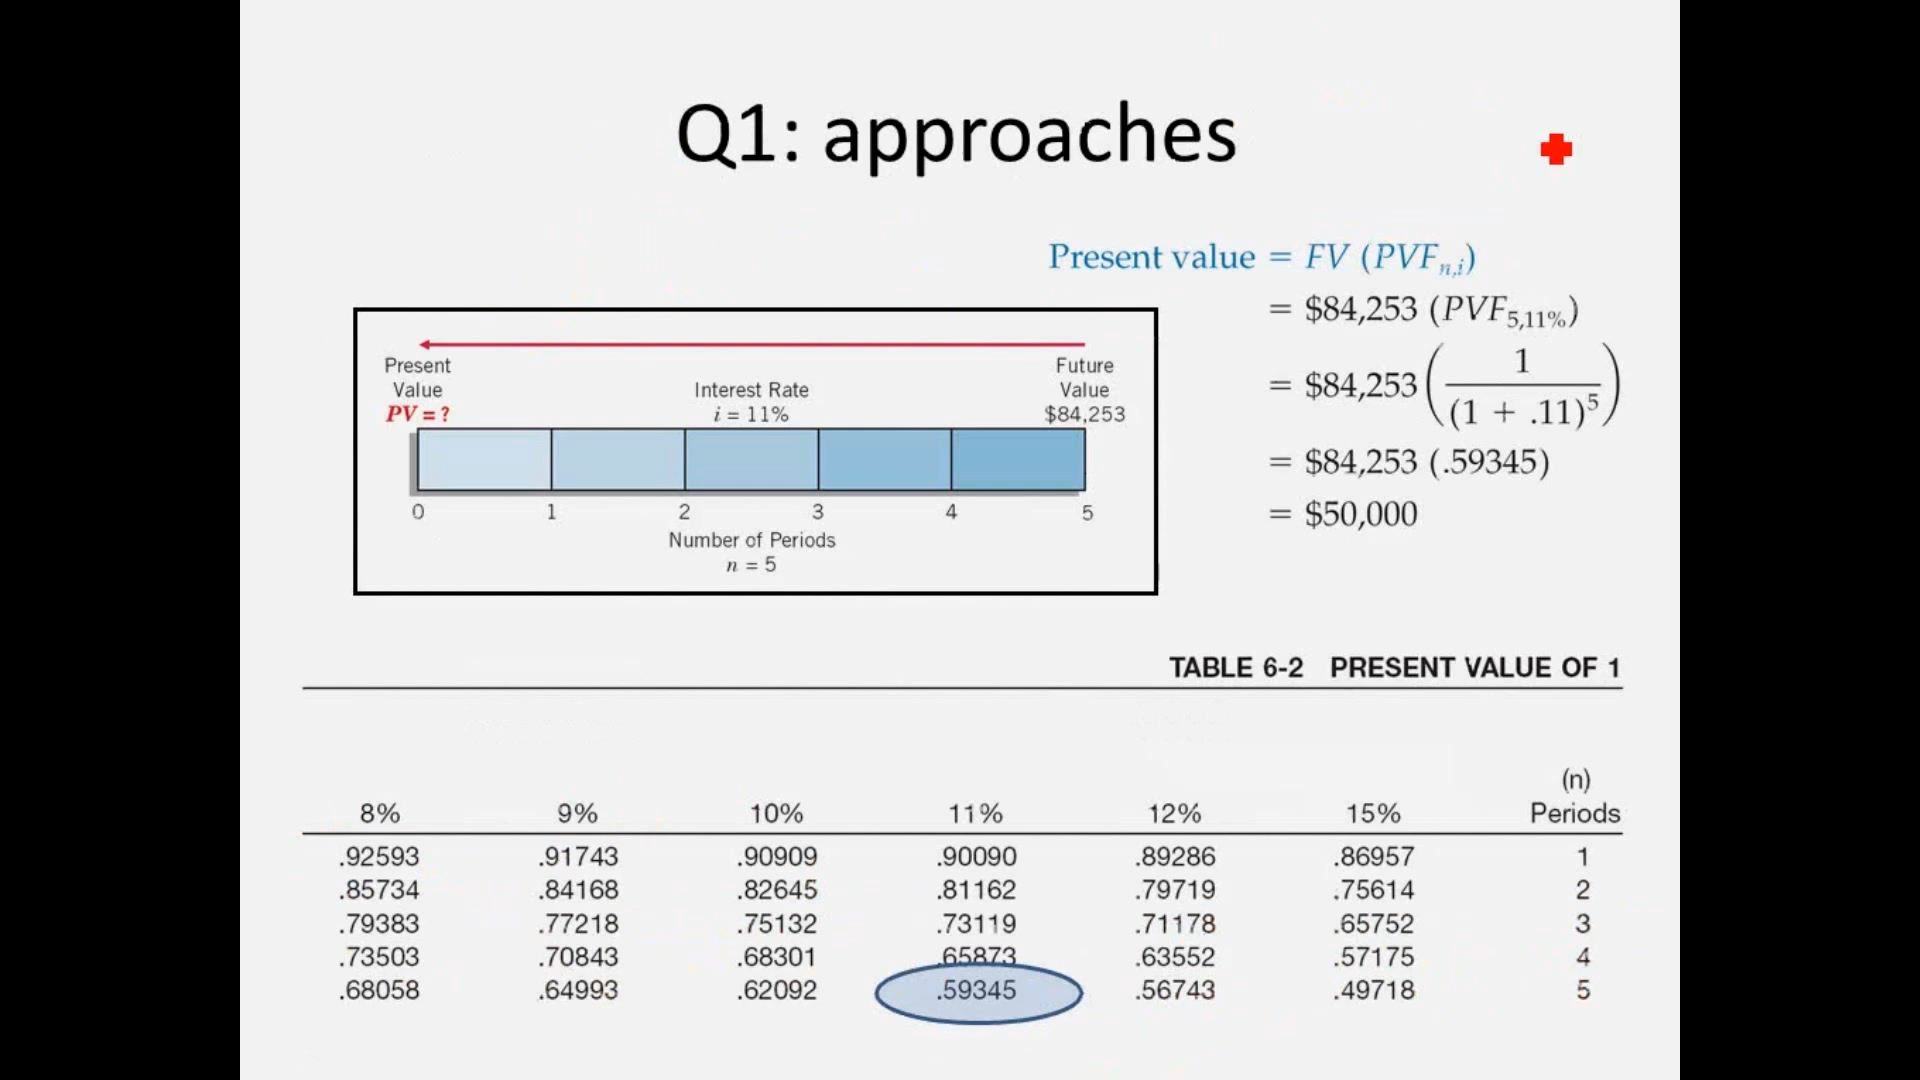 Q1: approaches
Present value = FV (PVFn,i)
= $84,253 (PVF5,11%)
= $84,253 (1 / (1 + .11)^5)
= $84,253 (.59345)
= $50,000
Present Value PV = ?
Interest Rate i = 11%
Future Value $84,253
0 1 2 3 4 5
Number of Periods
n = 5
TABLE 6-2 PRESENT VALUE OF 1
8% 9% 10% 11% 12% 15% (n) Periods
.92593 .91743 .90909 .90090 .89286 .86957 1
.85734 .84168 .82645 .81162 .79719 .75614 2
.79383 .77218 .75132 .73119 .71178 .65752 3
.73503 .70843 .68301 .65873 .63552 .57175 4
.68058 .64993 .62092 .59345 .56743 .49718 5